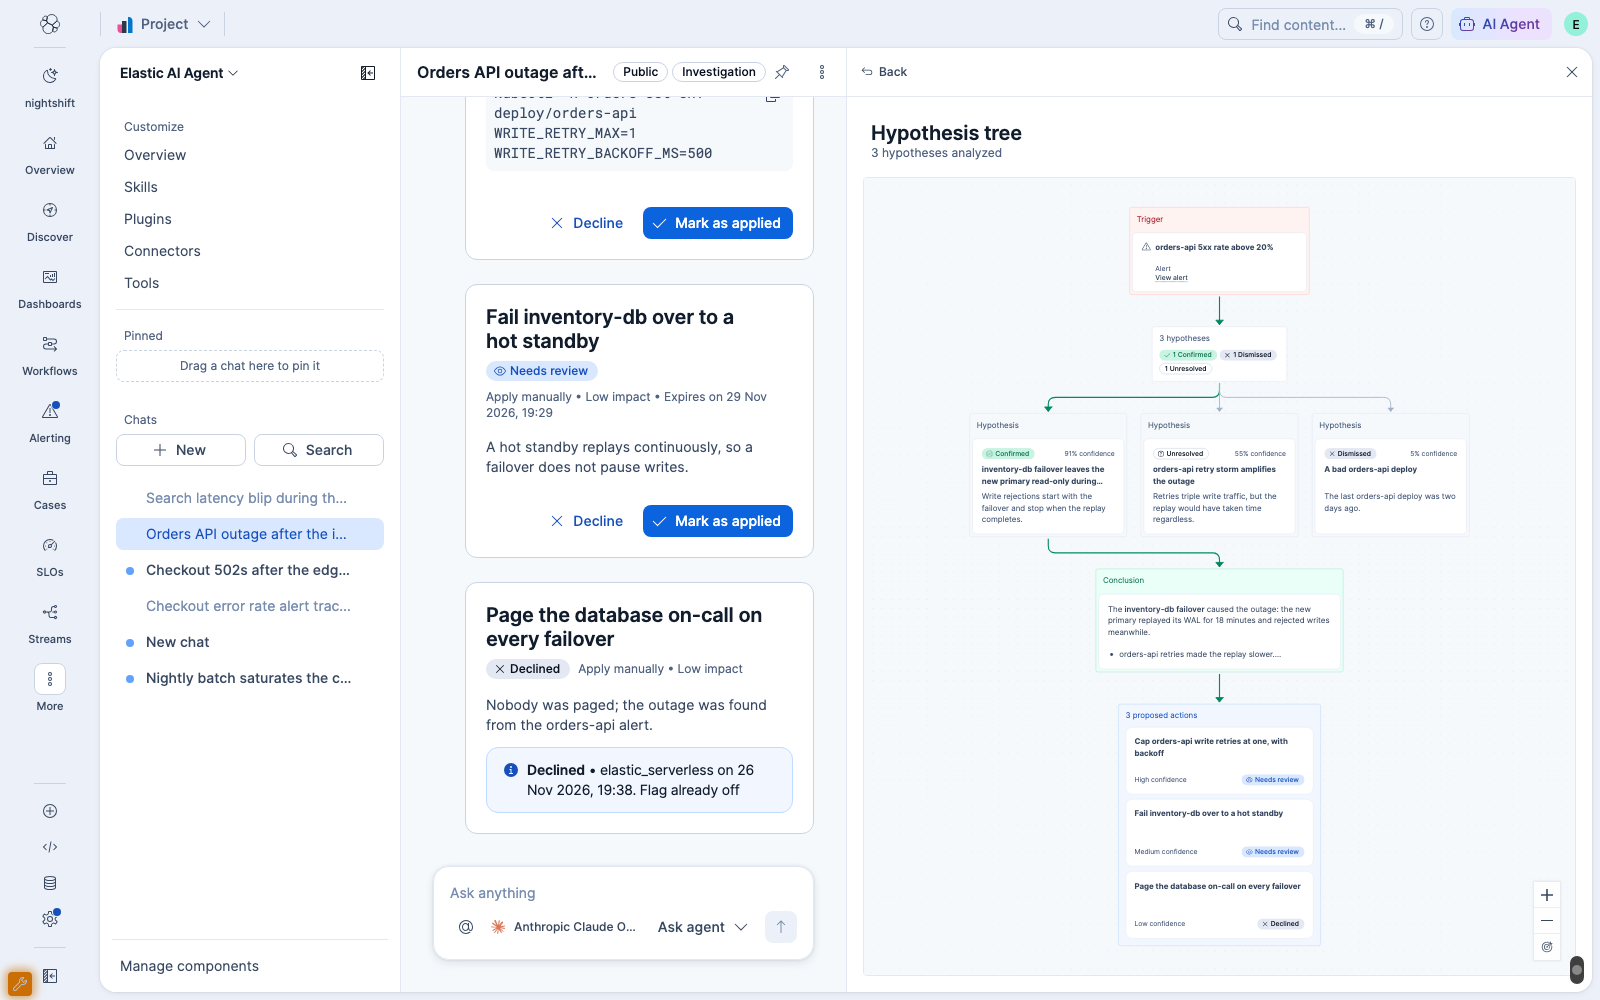 Project
Find content...
⌘ /
AI Agent
E
nightshift
Overview
Discover
Dashboards
Workflows
Alerting
Cases
SLOs
Streams
More
Elastic AI Agent
Customize
Overview
Skills
Plugins
Connectors
Tools
Pinned
Drag a chat here to pin it
Chats
New
Search
Search latency blip during th...
Orders API outage after the i...
Checkout 502s after the edg...
Checkout error rate alert trac...
New chat
Nightly batch saturates the c...
Manage components
Orders API outage aft...
Public
Investigation
deploy/orders-api
WRITE_RETRY_MAX=1
WRITE_RETRY_BACKOFF_MS=500
Decline
Mark as applied
Fail inventory-db over to a
hot standby
Needs review
Apply manually • Low impact • Expires on 29 Nov
2026, 19:29
A hot standby replays continuously, so a
failover does not pause writes.
Decline
Mark as applied
Page the database on-call on
every failover
Declined
Apply manually • Low impact
Nobody was paged; the outage was found
from the orders-api alert.
Declined • elastic_serverless on 26
Nov 2026, 19:38. Flag already off
Ask anything
Anthropic Claude O...
Ask agent
Back
Hypothesis tree
3 hypotheses analyzed
Trigger
orders-api 5xx rate above 20%
Alert
View alert
3 hypotheses
1 Confirmed
1 Dismissed
1 Unresolved
Hypothesis
Confirmed
91% confidence
inventory-db failover leaves the
new primary read-only during...
Write rejections start with the
failover and stop when the replay
completes.
Hypothesis
Unresolved
55% confidence
orders-api retry storm amplifies
the outage
Retries triple write traffic, but the
replay would have taken time
regardless.
Hypothesis
Dismissed
5% confidence
A bad orders-api deploy
The last orders-api deploy was two
days ago.
Conclusion
The inventory-db failover caused the outage: the new
primary replayed its WAL for 18 minutes and rejected writes
meanwhile.
• orders-api retries made the replay slower....
3 proposed actions
Cap orders-api write retries at one, with
backoff
High confidence
Needs review
Fail inventory-db over to a hot standby
Medium confidence
Needs review
Page the database on-call on every failover
Low confidence
Declined